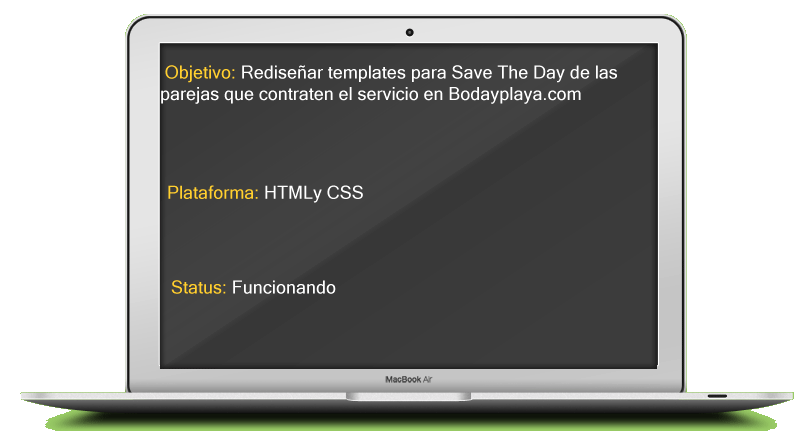 Objetivo: Rediseñar templates para Save The Day de las
parejas que contraten el servicio en Bodayplaya.com
Plataforma: HTMLy CSS
Status: Funcionando
MacBook Air